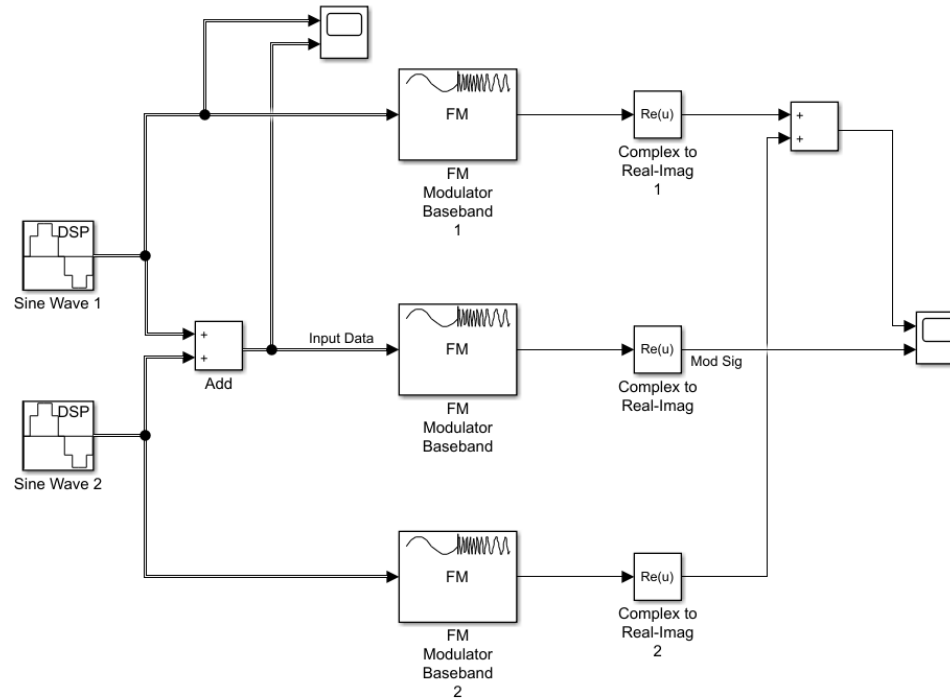 FM
Re(u)
+
+
Complex to
Real-Imag
1
FM
Modulator
Baseband
1
DSP
Sine Wave 1
+
+
Add
Input Data
FM
Re(u)
Mod Sig
Complex to
Real-Imag
FM
Modulator
Baseband
DSP
Sine Wave 2
FM
Re(u)
Complex to
Real-Imag
2
FM
Modulator
Baseband
2